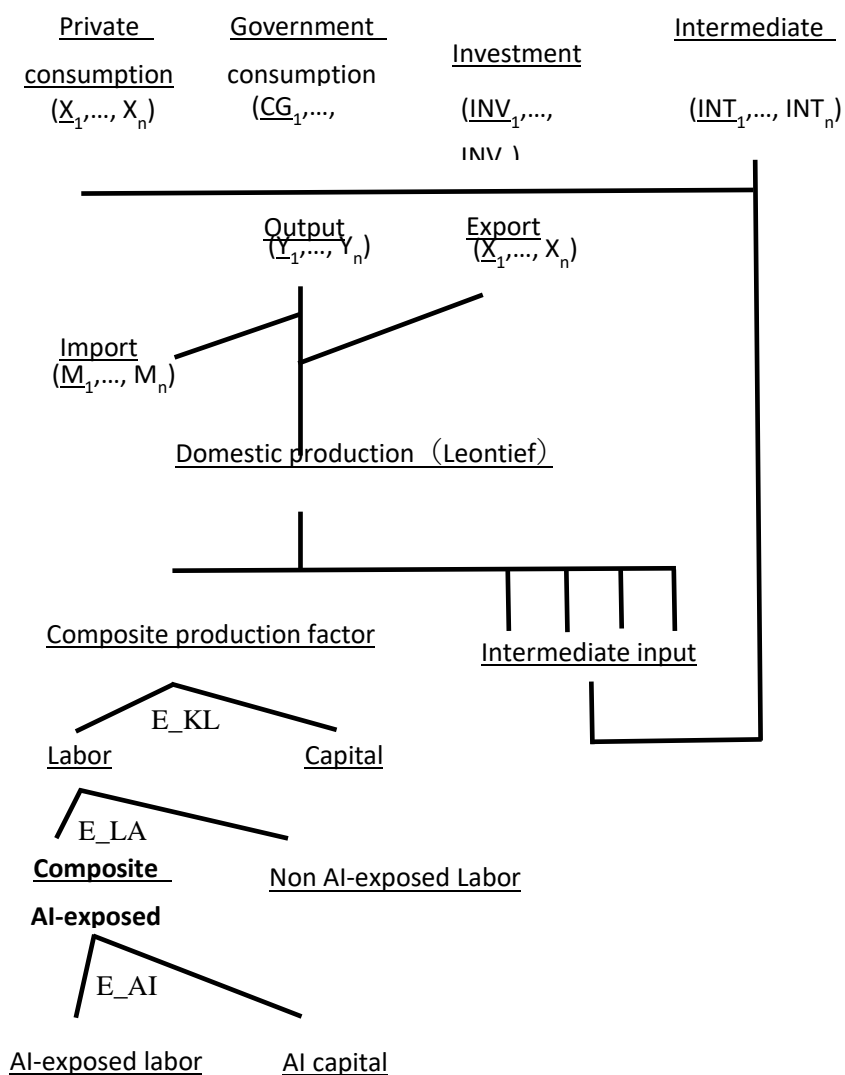 Private
consumption
(X₁,..., Xₙ)
Government
consumption
(CG₁,...,
Investment
(INV₁,...,
INV )
Intermediate
(INT₁,..., INTₙ)
Output
(Y₁,..., Yₙ)
Export
(X₁,..., Xₙ)
Import
(M₁,..., Mₙ)
Domestic production（Leontief）
Composite production factor
Intermediate input
E_KL
Labor
Capital
E_LA
Composite
AI-exposed
Non AI-exposed Labor
E_AI
AI-exposed labor
AI capital